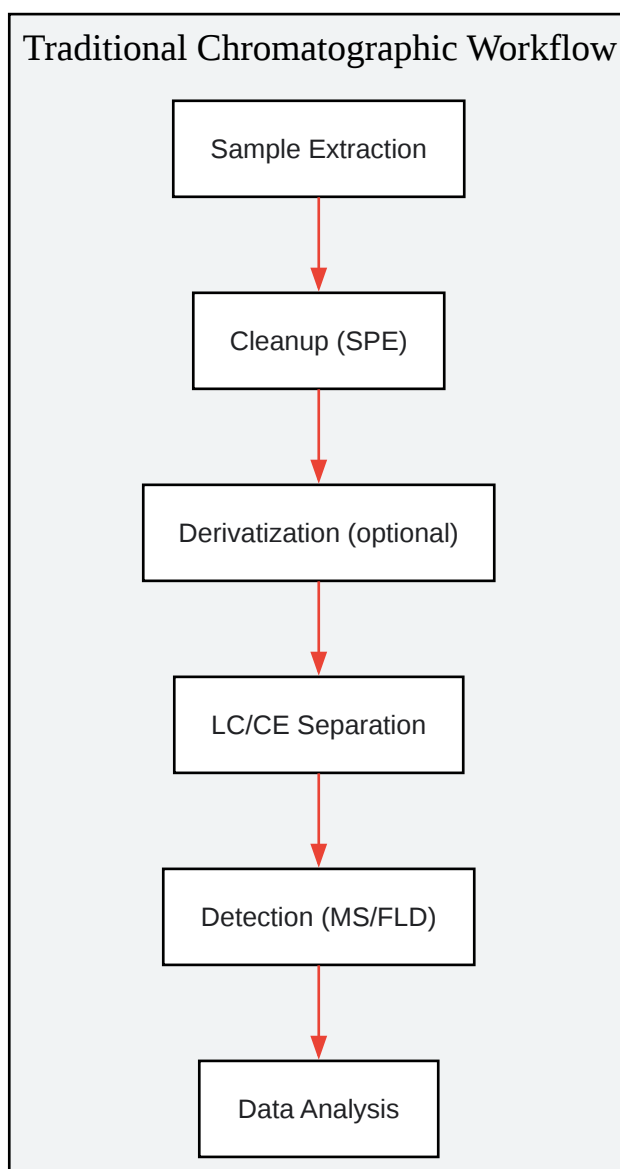 Traditional Chromatographic Workflow
Sample Extraction
Cleanup (SPE)
Derivatization (optional)
LC/CE Separation
Detection (MS/FLD)
Data Analysis